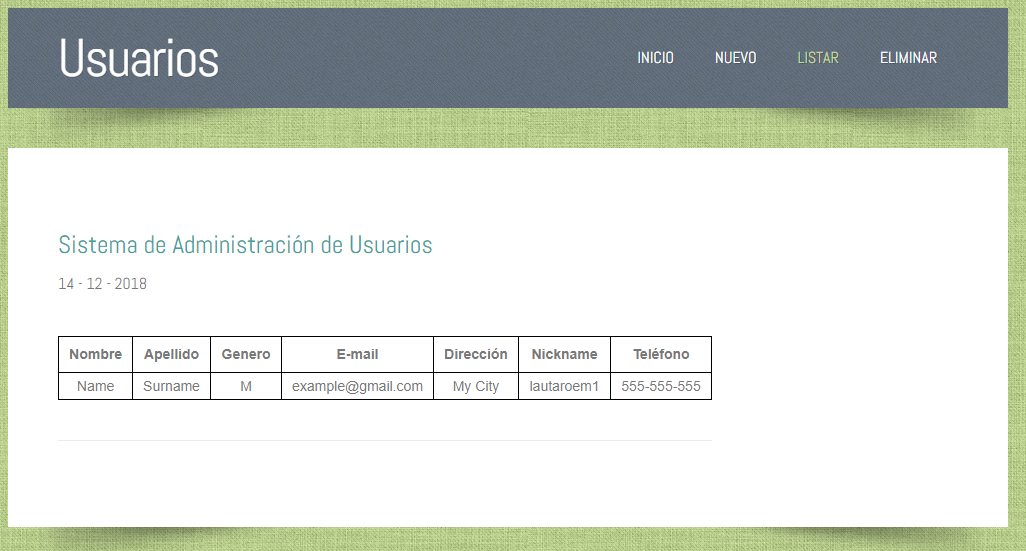 Usuarios
INICIO NUEVO LISTAR ELIMINAR
Sistema de Administración de Usuarios
14 - 12 - 2018
Nombre Apellido Genero E-mail Dirección Nickname Teléfono
Name Surname M example@gmail.com My City lautaroem1 555-555-555